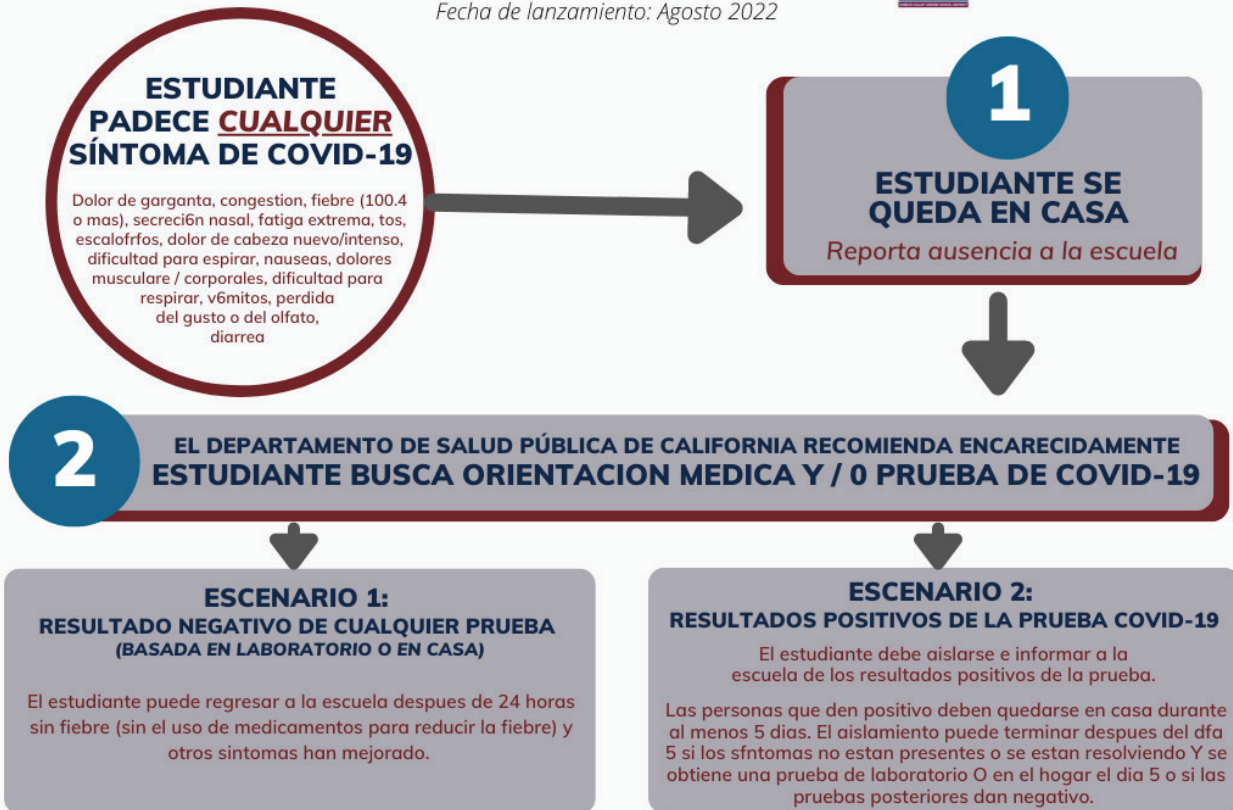 Fecha de lanzamiento: Agosto 2022
ESTUDIANTE
PADECE CUALQUIER
SÍNTOMA DE COVID-19
Dolor de garganta, congestion, fiebre (100.4
o mas), secreci6n nasal, fatiga extrema, tos,
escalofrfos, dolor de cabeza nuevo/intenso,
dificultad para espirar, nauseas, dolores
musculare / corporales, dificultad para
respirar, v6mitos, perdida
del gusto o del olfato,
diarrea
1
ESTUDIANTE SE
QUEDA EN CASA
Reporta ausencia a la escuela
2
EL DEPARTAMENTO DE SALUD PÚBLICA DE CALIFORNIA RECOMIENDA ENCARECIDAMENTE
ESTUDIANTE BUSCA ORIENTACION MEDICA Y / 0 PRUEBA DE COVID-19
ESCENARIO 1:
RESULTADO NEGATIVO DE CUALQUIER PRUEBA
(BASADA EN LABORATORIO O EN CASA)
El estudiante puede regresar a la escuela despues de 24 horas
sin fiebre (sin el uso de medicamentos para reducir la fiebre) y
otros sintomas han mejorado.
ESCENARIO 2:
RESULTADOS POSITIVOS DE LA PRUEBA COVID-19
El estudiante debe aislarse e informar a la
escuela de los resultados positivos de la prueba.
Las personas que den positivo deben quedarse en casa durante
al menos 5 dias. El aislamiento puede terminar despues del dfa
5 si los sfntomas no estan presentes o se estan resolviendo Y se
obtiene una prueba de laboratorio O en el hogar el dia 5 o si las
pruebas posteriores dan negativo.